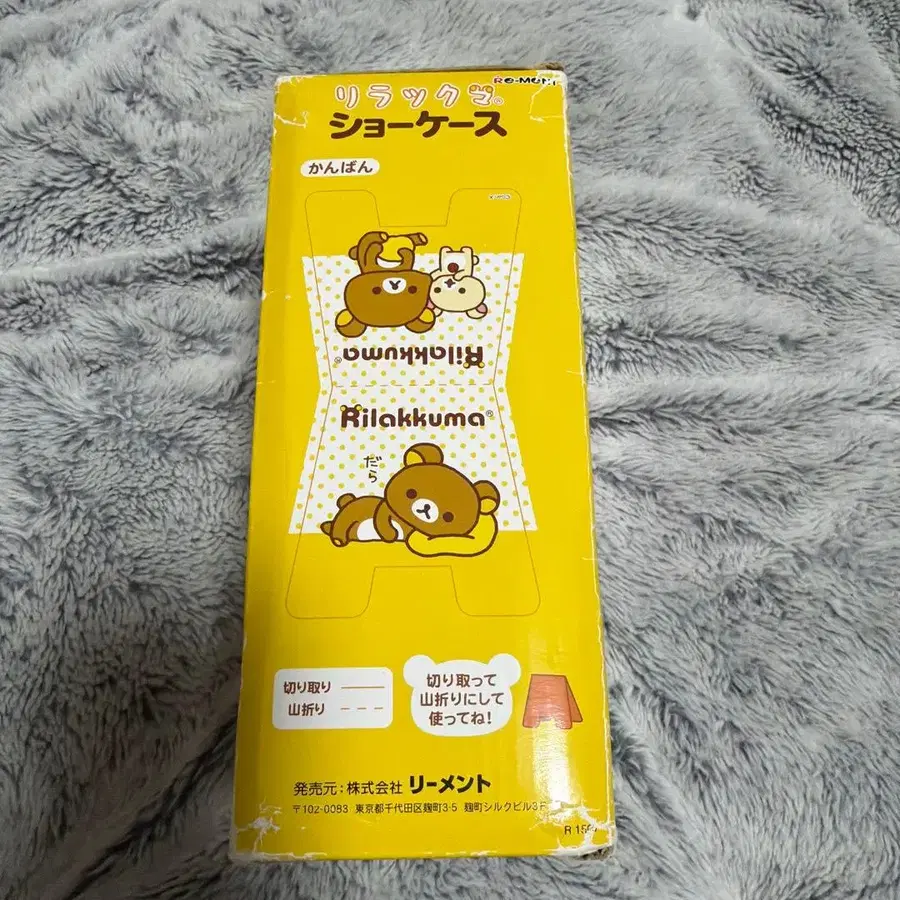 RE-MENT
リラックマ®
ショーケース
かんばん
Rilakkuma®
Rilakkuma®
だら
切り取り
山折り
切り取って
山折りにして
使ってね!
発売元:株式会社 リーメント
〒102-0083 東京都千代田区麹町3-5 麹町シルクビル3F